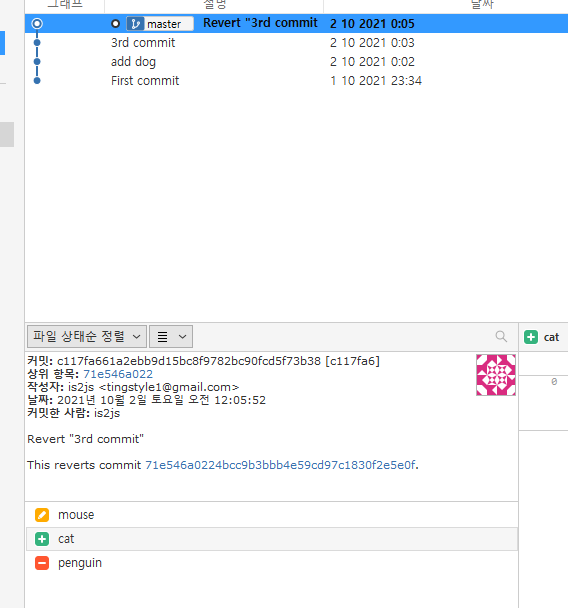 그래프 설명 날짜
master Revert "3rd commit 2 10 2021 0:05
3rd commit 2 10 2021 0:03
add dog 2 10 2021 0:02
First commit 1 10 2021 23:34
파일 상태순 정렬
cat
커밋: c117fa661a2ebb9d15bc8f9782bc90fcd5f73b38 [c117fa6]
상위 항목: 71e546a022
작성자: is2js <tingstyle1@gmail.com>
날짜: 2021년 10월 2일 토요일 오전 12:05:52
커밋한 사람: is2js
0
Revert "3rd commit"
This reverts commit 71e546a0224bcc9b3bbb4e59cd97c1830f2e5e0f.
mouse
cat
penguin